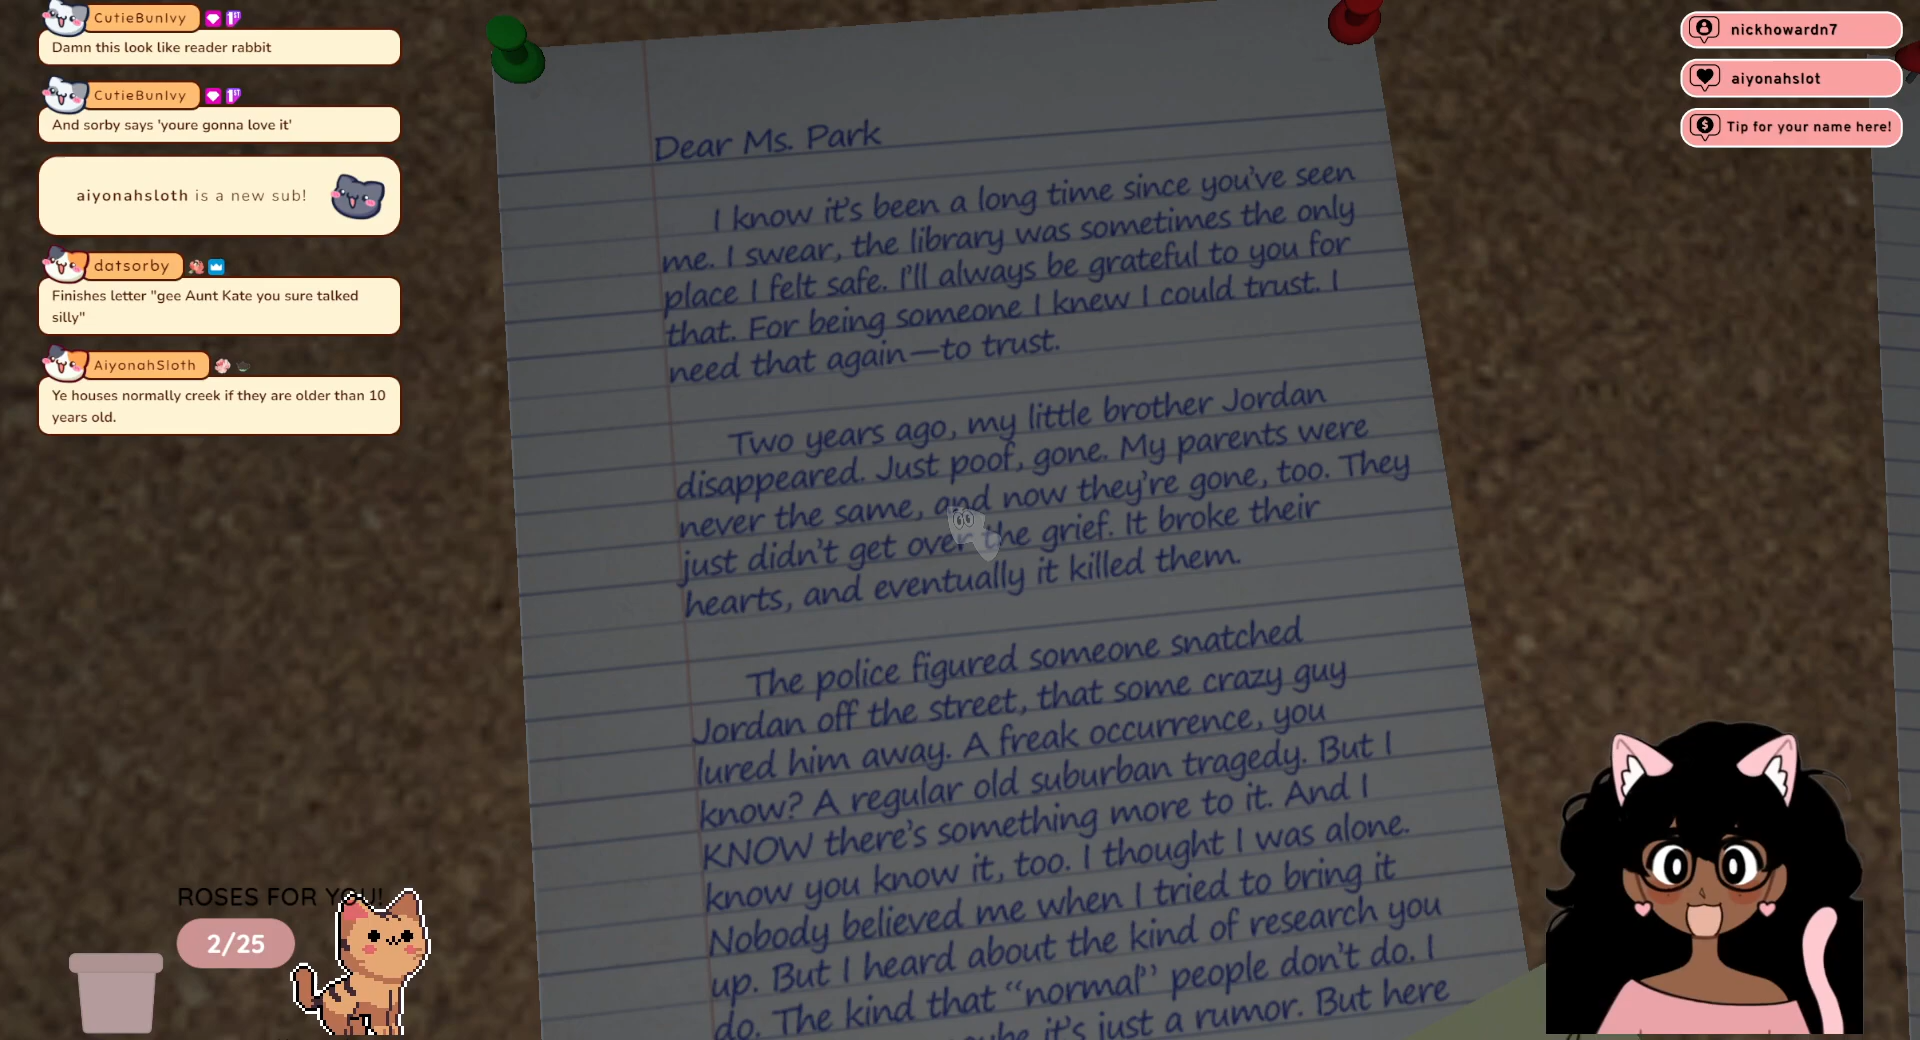 CutieBunIvy
Damn this look like reader rabbit
CutieBunIvy
And sorby says 'youre gonna love it'
aiyonahsloth is a new sub!
datsorby
Finishes letter "gee Aunt Kate you sure talked
silly"
AiyonahSloth
Ye houses normally creek if they are older than 10
years old.
Dear Ms. Park
I know it's been a long time since you've seen
me. I swear, the library was sometimes the only
place I felt safe. I'll always be grateful to you for
that. For being someone I knew I could trust. I
need that again—to trust.
Two years ago, my little brother Jordan
disappeared. Just poof, gone. My parents were
never the same, and now they're gone, too. They
just didn't get over the grief. It broke their
hearts, and eventually it killed them.
The police figured someone snatched
Jordan off the street, that some crazy guy
lured him away. A freak occurrence, you
know? A regular old suburban tragedy. But I
KNOW there's something more to it. And I
know you know it, too. I thought I was alone.
Nobody believed me when I tried to bring it
up. But I heard about the kind of research you
do. The kind that “normal” people don't do. I
it's just a rumor. But here
nickhowardn7
aiyonahslot
Tip for your name here!
ROSES FOR YOU!
2/25